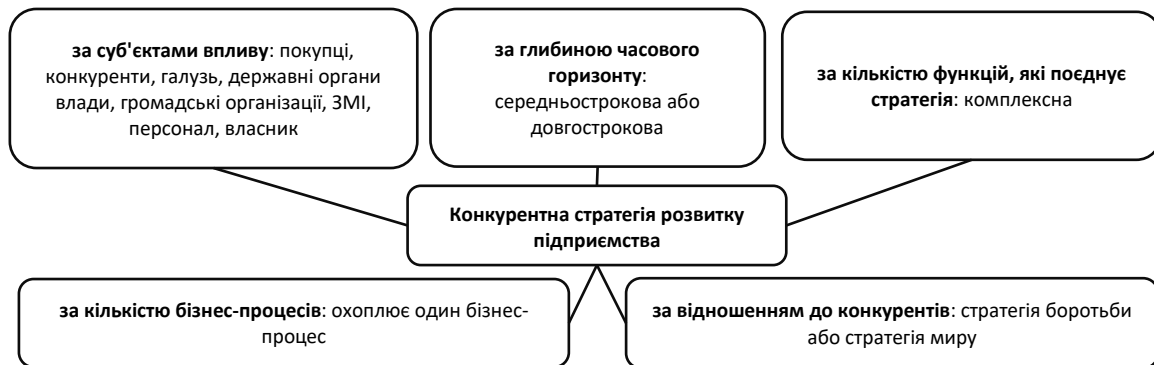 за суб'єктами впливу: покупці,
конкуренти, галузь, державні органи
влади, громадські організації, ЗМІ,
персонал, власник
за глибиною часового
горизонту:
середньострокова або
довгострокова
за кількістю функцій, які поєднує
стратегія: комплексна
Конкурентна стратегія розвитку
підприємства
за кількістю бізнес-процесів: охоплює один бізнес-
процес
за відношенням до конкурентів: стратегія боротьби
або стратегія миру